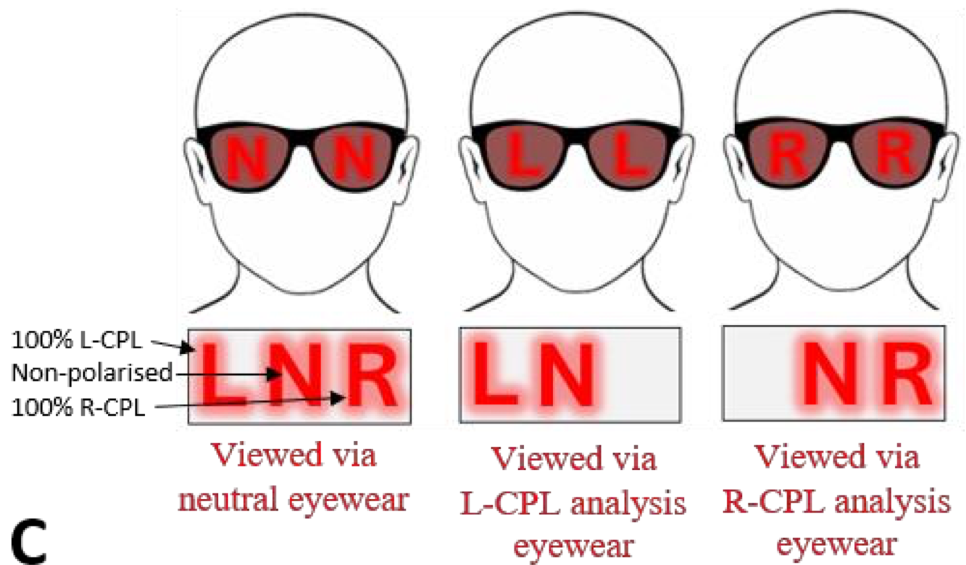 N N L L R R
100% L-CPL
Non-polarised
100% R-CPL
LNR
LN
NR
Viewed via
neutral eyewear
Viewed via
L-CPL analysis
eyewear
Viewed via
R-CPL analysis
eyewear
C